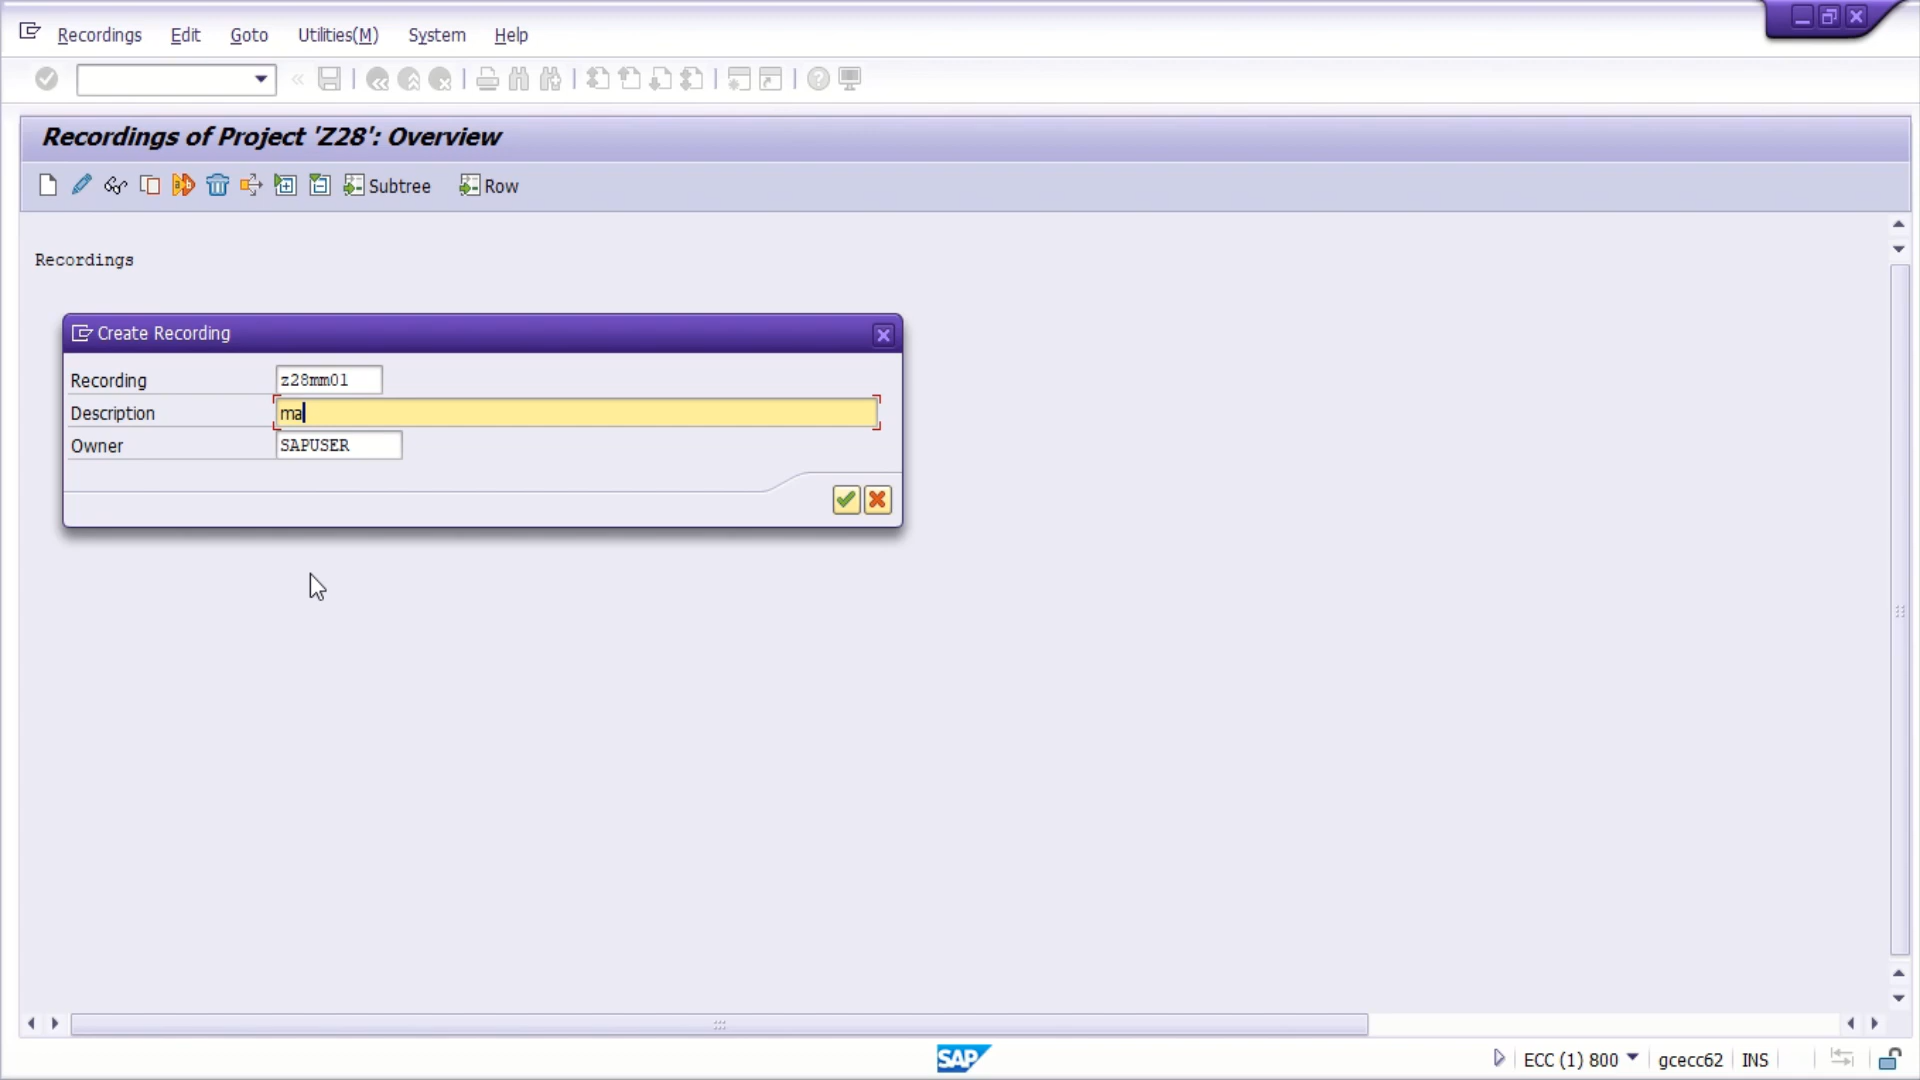 Recordings Edit Goto Utilities(M) System Help
Recordings of Project 'Z28': Overview
Subtree Row
Recordings
Create Recording
Recording z28mm01
Description ma
Owner SAPUSER
SAP ECC (1) 800 gcecc62 INS